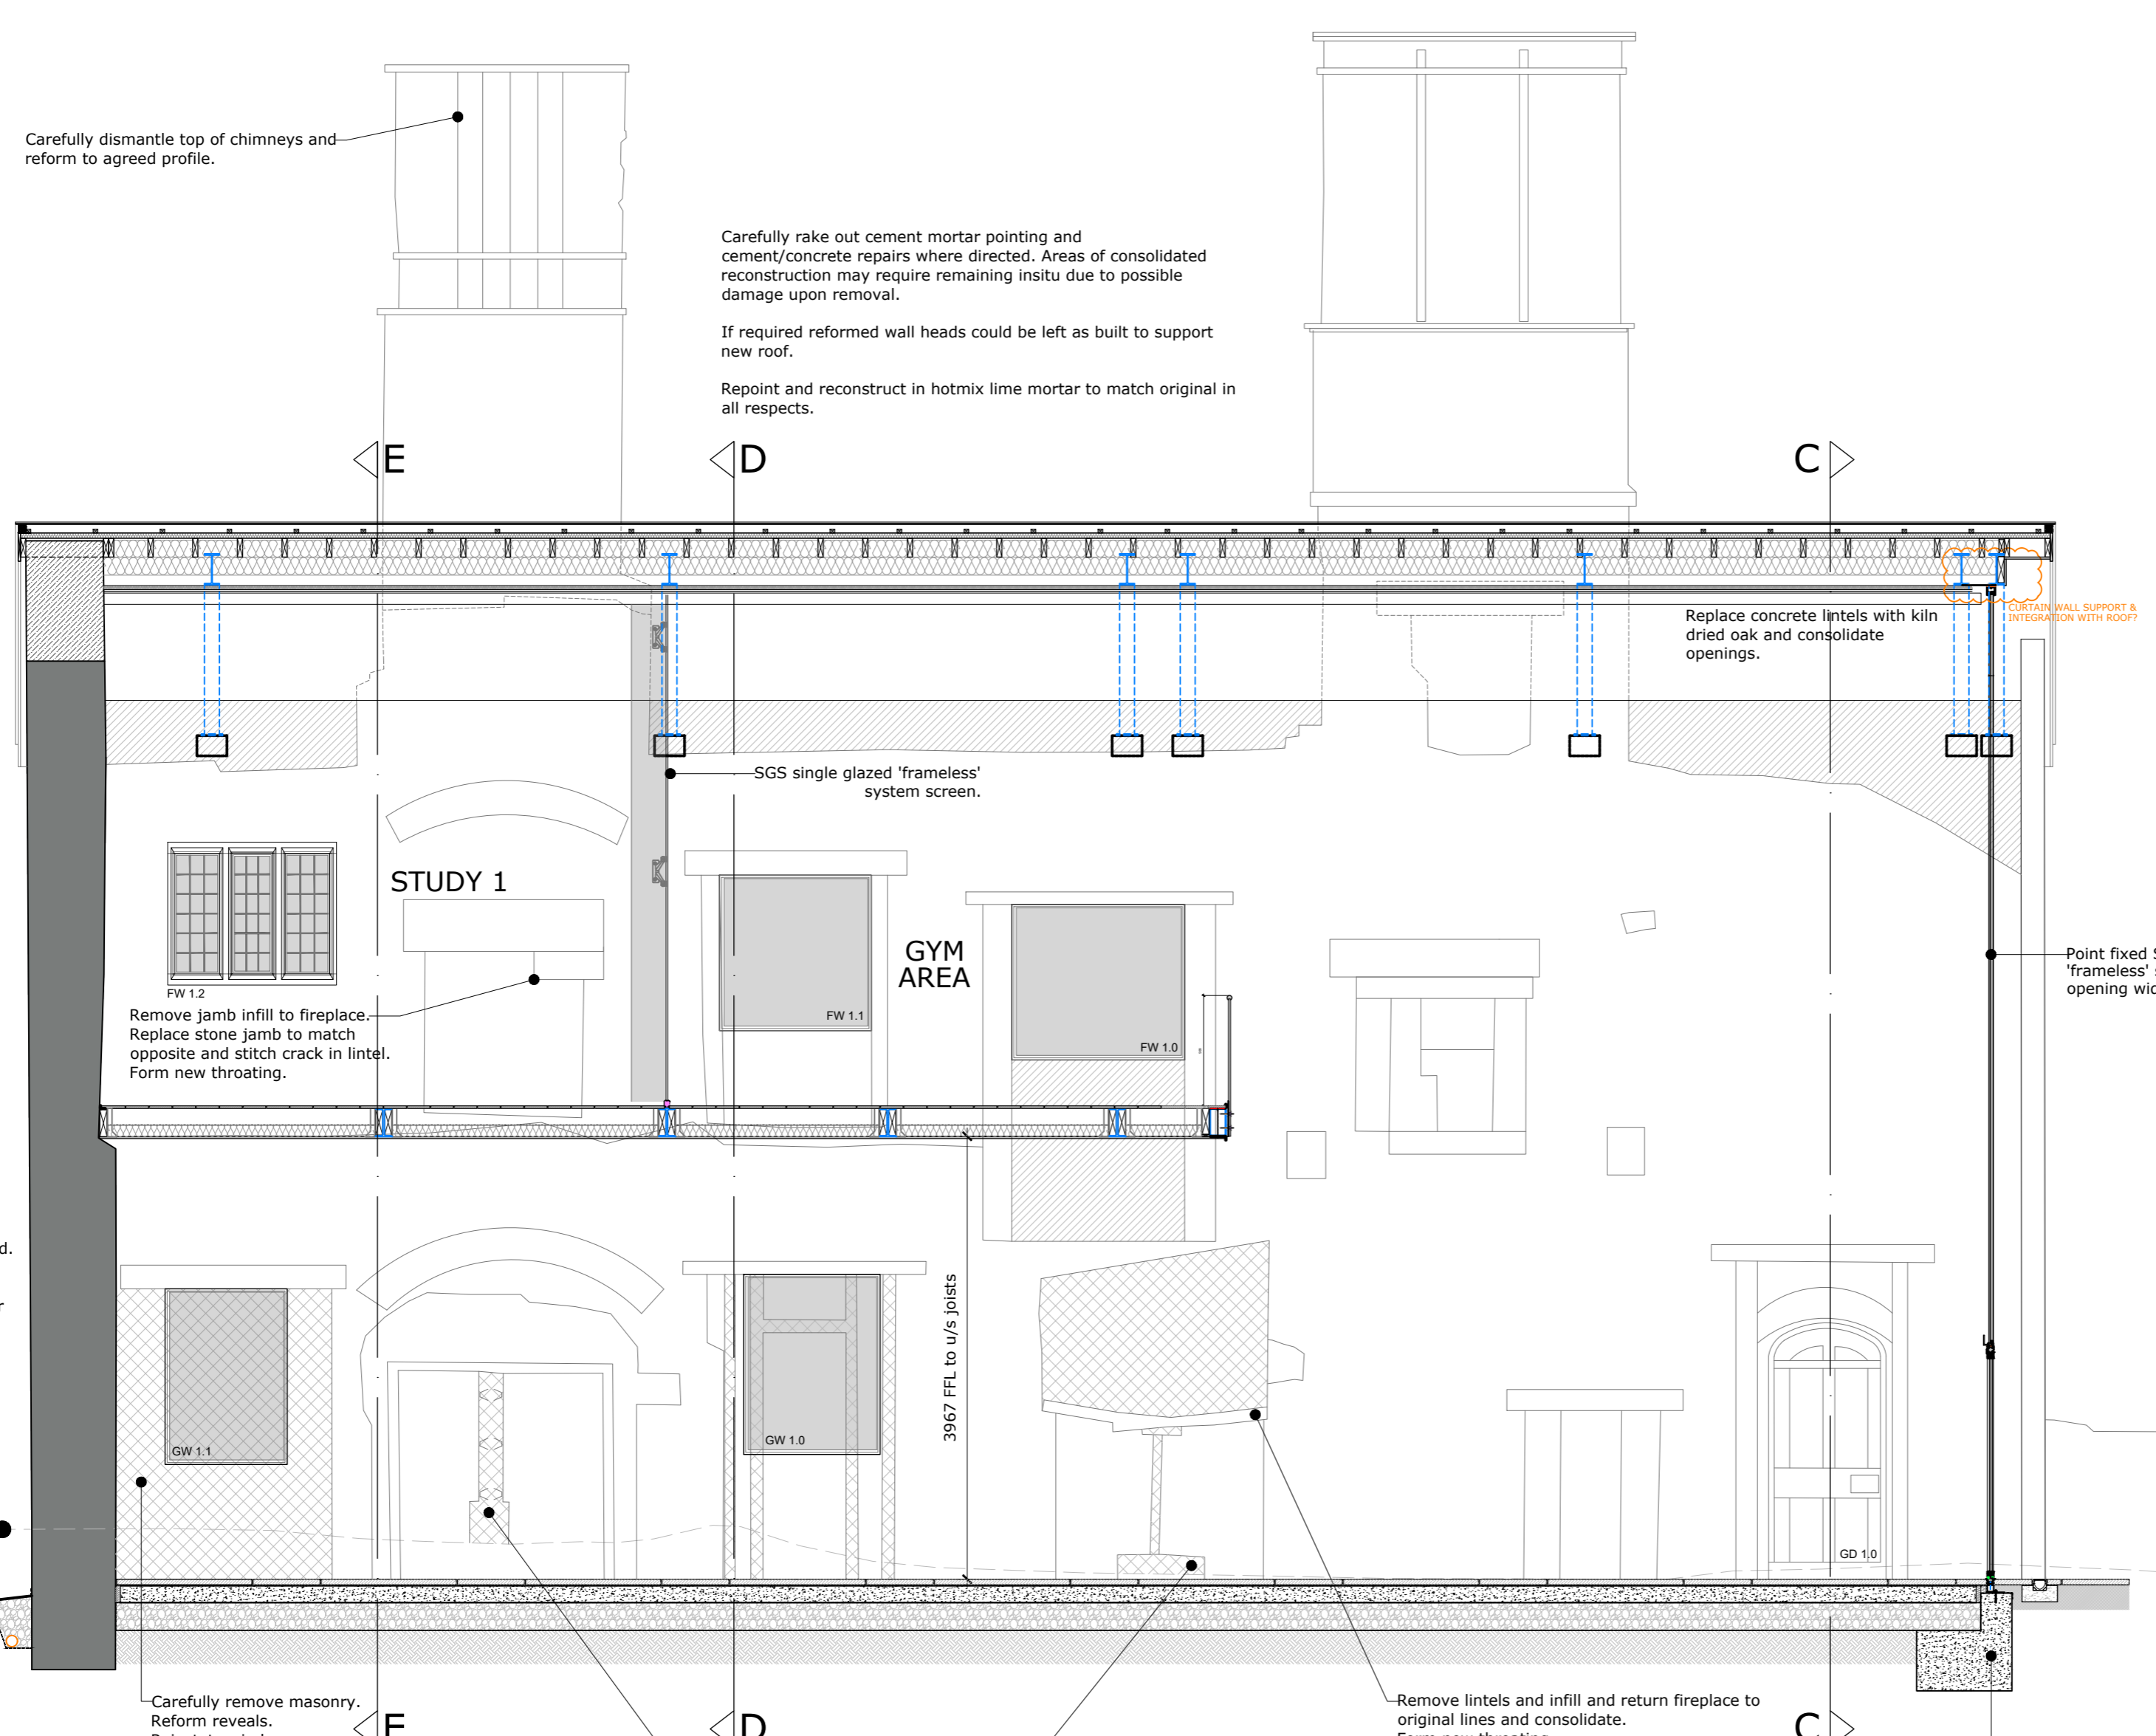 Carefully dismantle top of chimneys and
reform to agreed profile.
Carefully rake out cement mortar pointing and
cement/concrete repairs where directed. Areas of consolidated
reconstruction may require remaining insitu due to possible
damage upon removal.
If required reformed wall heads could be left as built to support
new roof.
Repoint and reconstruct in hotmix lime mortar to match original in
all respects.
E
D
C
CURTAIN WALL SUPPORT &
INTEGRATION WITH ROOF?
Replace concrete lintels with kiln
dried oak and consolidate
openings.
SGS single glazed 'frameless'
system screen.
STUDY 1
GYM
AREA
FW 1.2
FW 1.1
FW 1.0
Point fixed S
'frameless' s
opening wid
Remove jamb infill to fireplace.
Replace stone jamb to match
opposite and stitch crack in lintel.
Form new throating.
d.
r
3967 FFL to u/s joists
GW 1.1
GW 1.0
GD 1.0
Carefully remove masonry.
Reform reveals.
Remove lintels and infill and return fireplace to
original lines and consolidate.
Form new throating
E
D
C